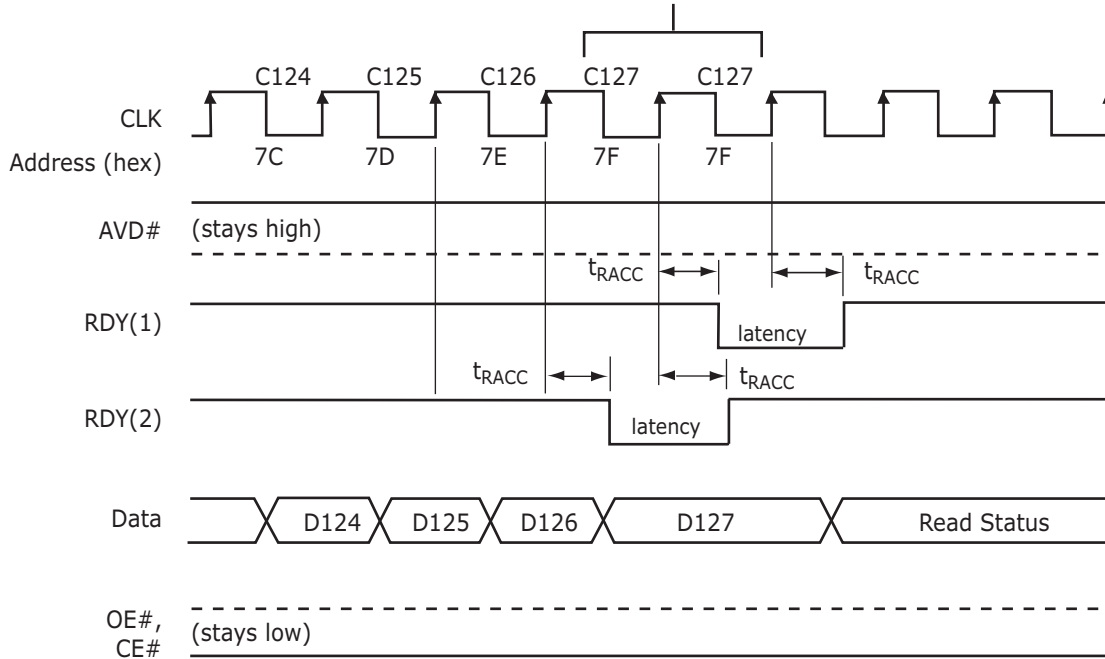 C124 C125 C126 C127 C127
CLK
Address (hex) 7C 7D 7E 7F 7F
AVD# (stays high)
tRACC tRACC
RDY(1) latency
tRACC tRACC
RDY(2) latency
Data D124 D125 D126 D127 Read Status
OE#,
CE# (stays low)